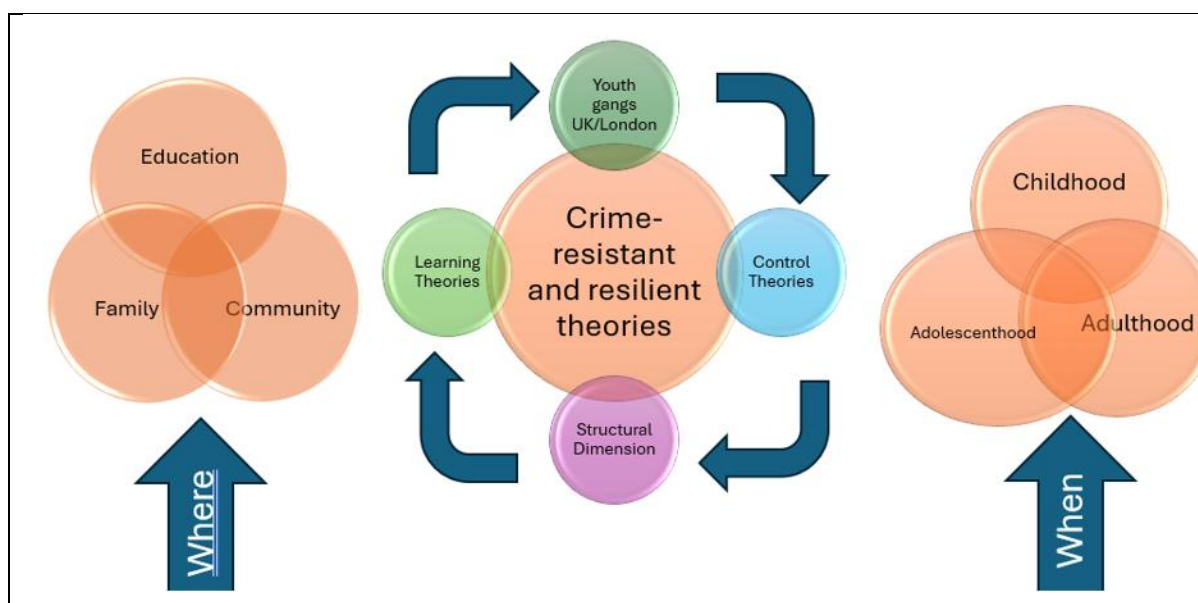 Education
Family
Community
Where
Youth
gangs
UK/London
Learning
Theories
Crime-
resistant
and resilient
theories
Control
Theories
Structural
Dimension
Childhood
Adolescenthood
Adulthood
When